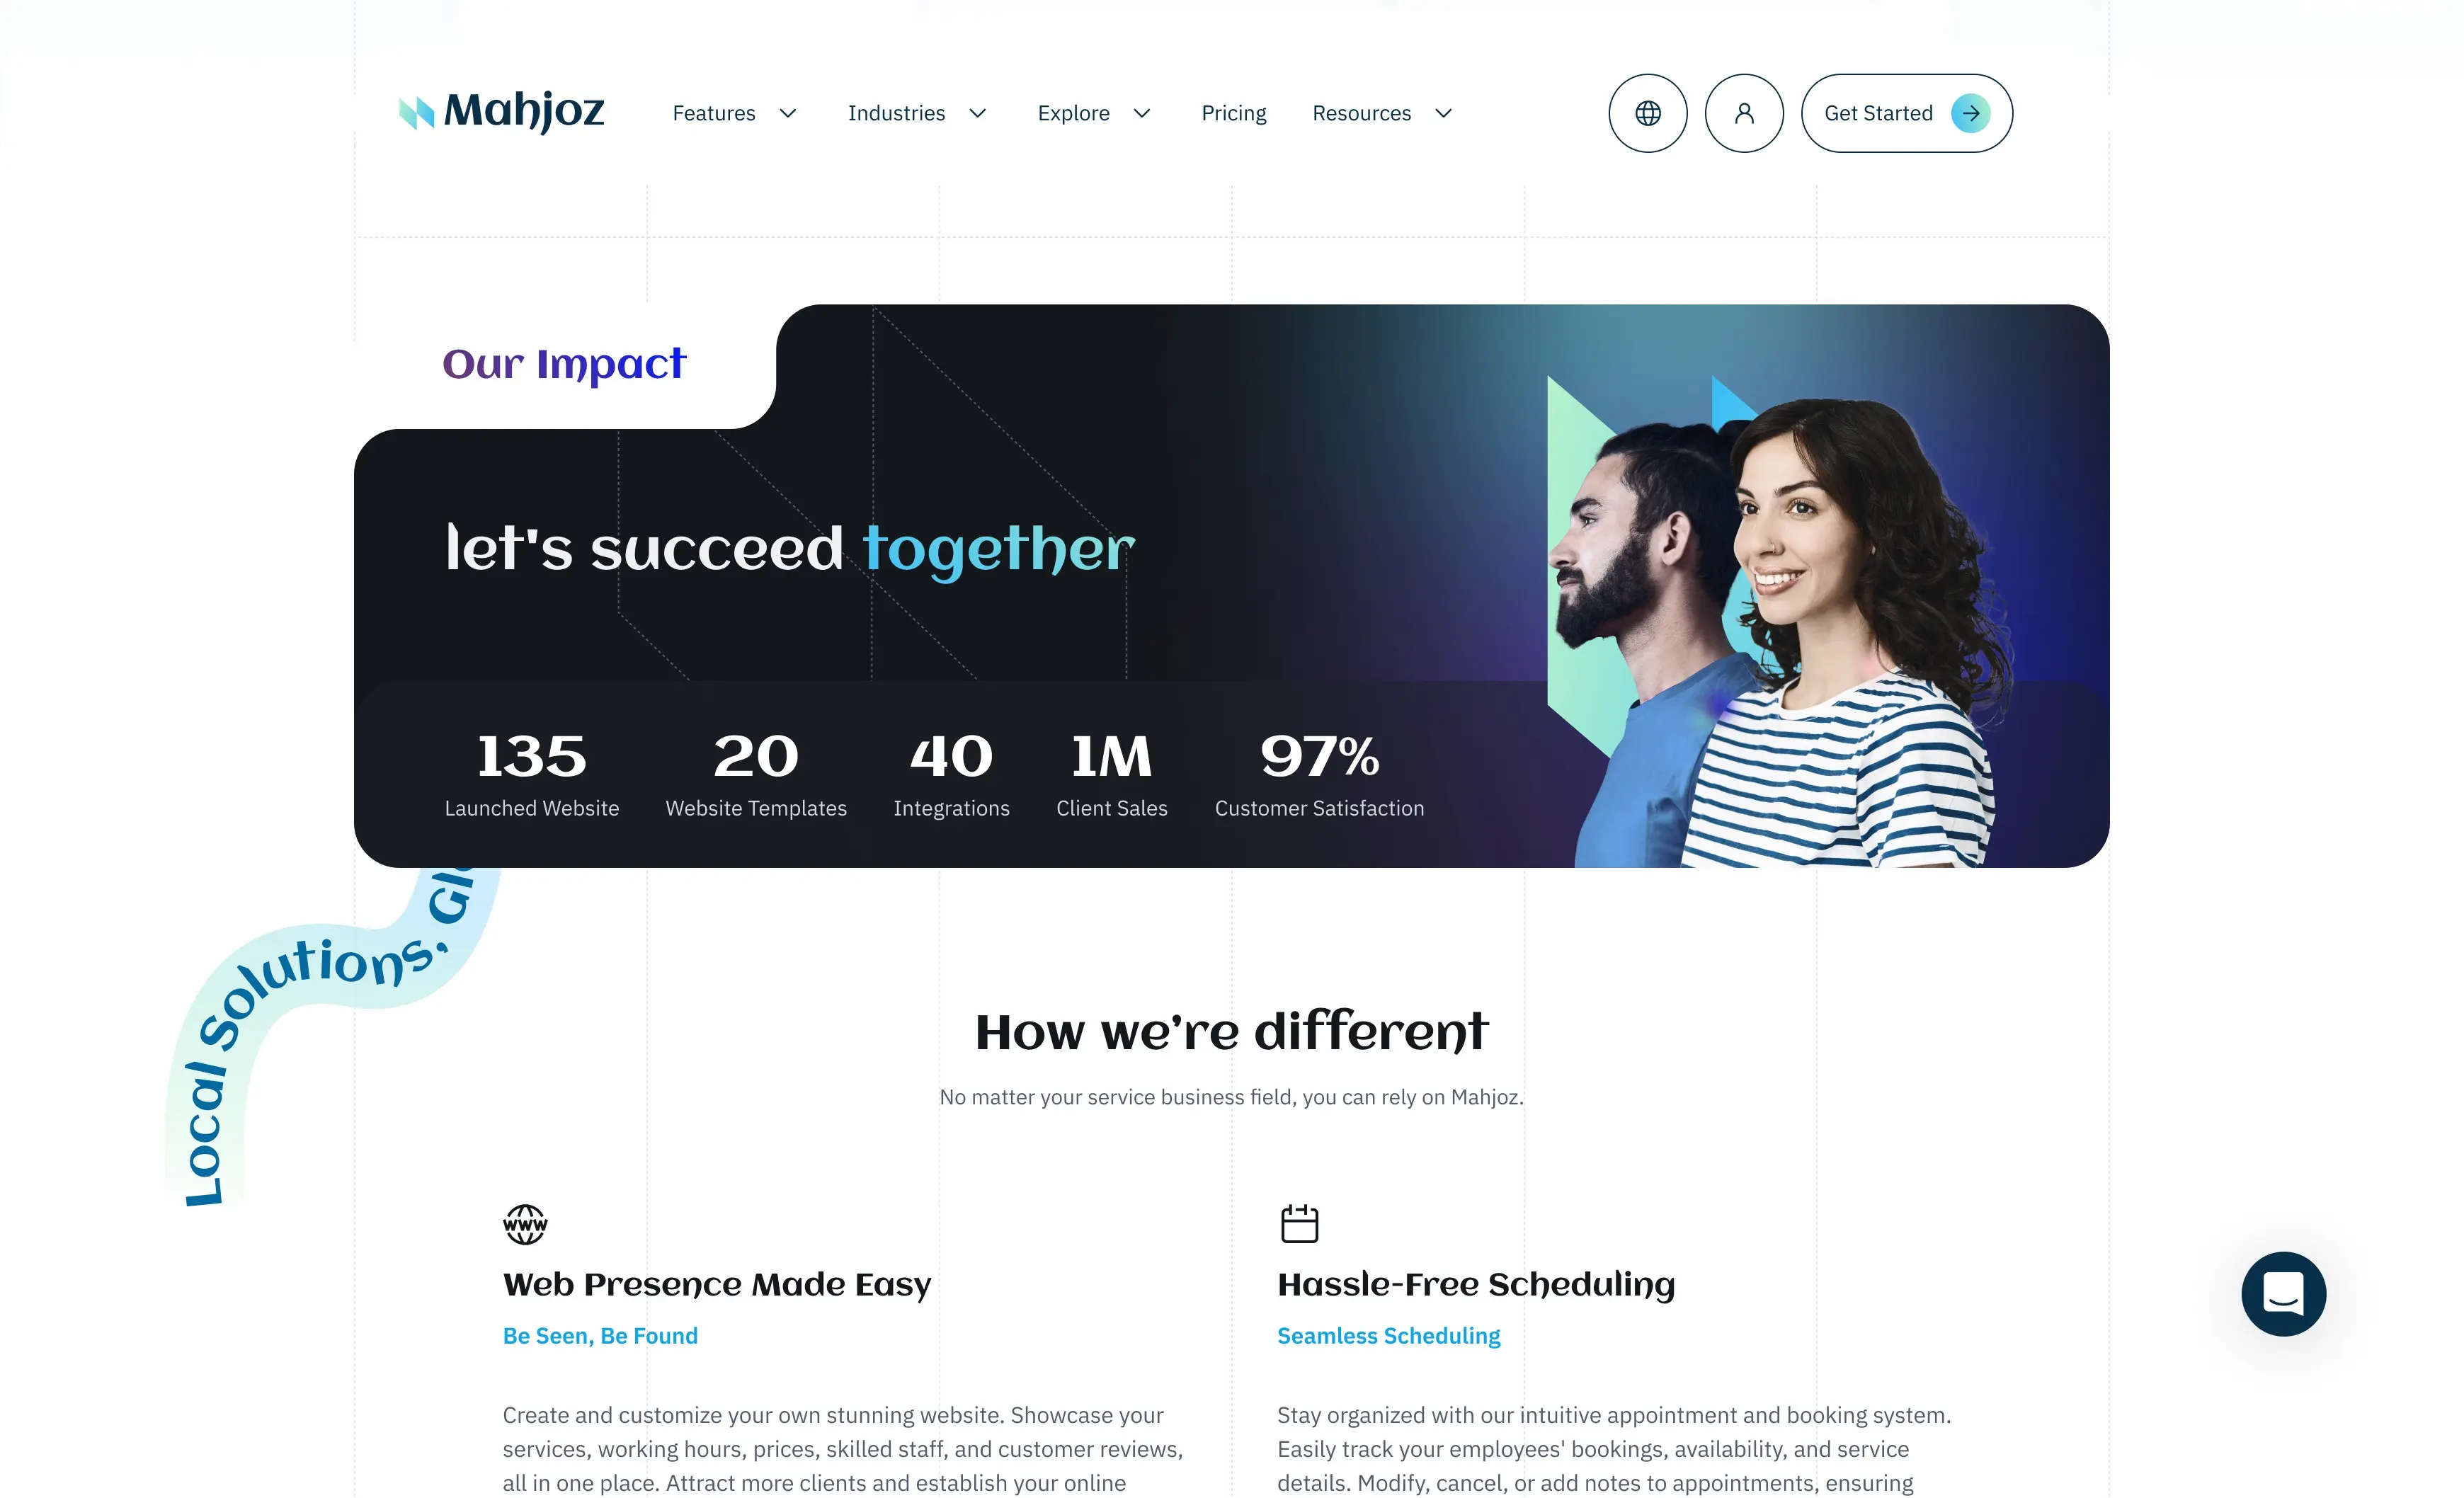 Mahjoz
Features
Industries
Explore
Pricing
Resources
Get Started
Our Impact
let's succeed together
135
Launched Website
20
Website Templates
40
Integrations
1M
Client Sales
97%
Customer Satisfaction
Local Solutions,
How we're different
No matter your service business field, you can rely on Mahjoz.
www
Web Presence Made Easy
Be Seen, Be Found
Create and customize your own stunning website. Showcase your
services, working hours, prices, skilled staff, and customer reviews,
all in one place. Attract more clients and establish your online
Hassle-Free Scheduling
Seamless Scheduling
Stay organized with our intuitive appointment and booking system.
Easily track your employees' bookings, availability, and service
details. Modify, cancel, or add notes to appointments, ensuring